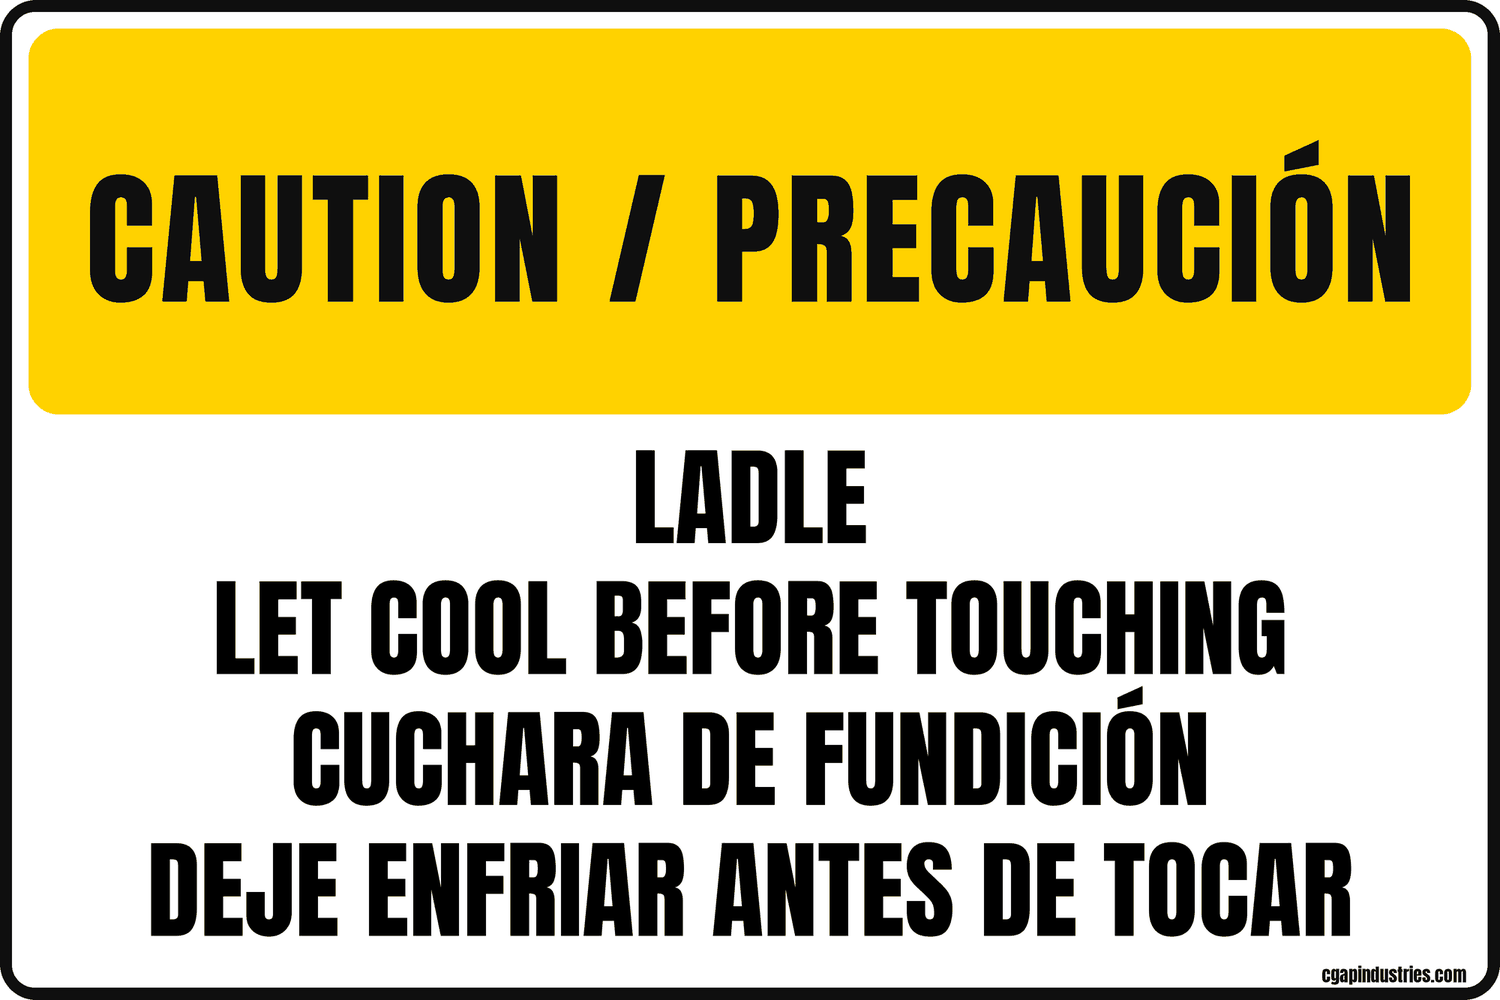 CAUTION / PRECAUCIÓN
LADLE
LET COOL BEFORE TOUCHING
CUCHARA DE FUNDICIÓN
DEJE ENFRIAR ANTES DE TOCAR
cgapindustries.com